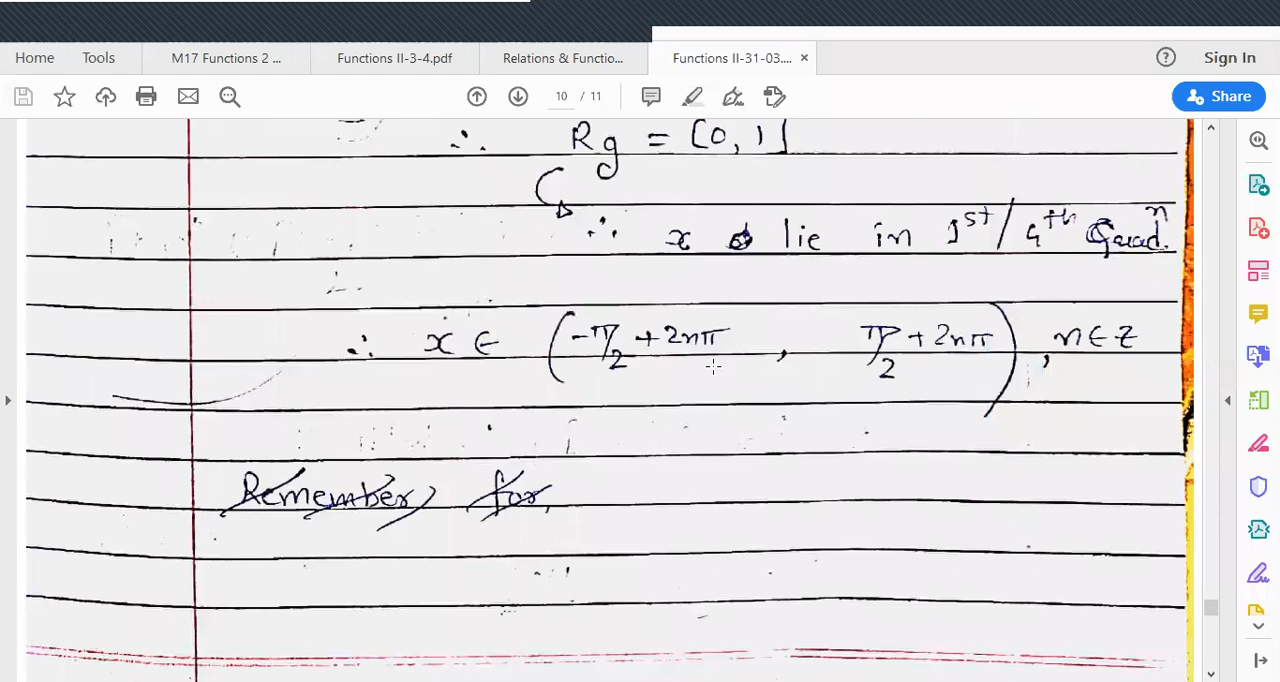 Home Tools M17 Functions 2 ... Functions II-3-4.pdf Relations & Functio... Functions II-31-03.... × Sign In
10 / 11 Share
∴ Rg = [0, 1]
∴ x lie in 1st/4th Quadn.
∴ x ∈ (-π/2 + 2nπ , π/2 + 2nπ) , n ∈ Z
Remember for